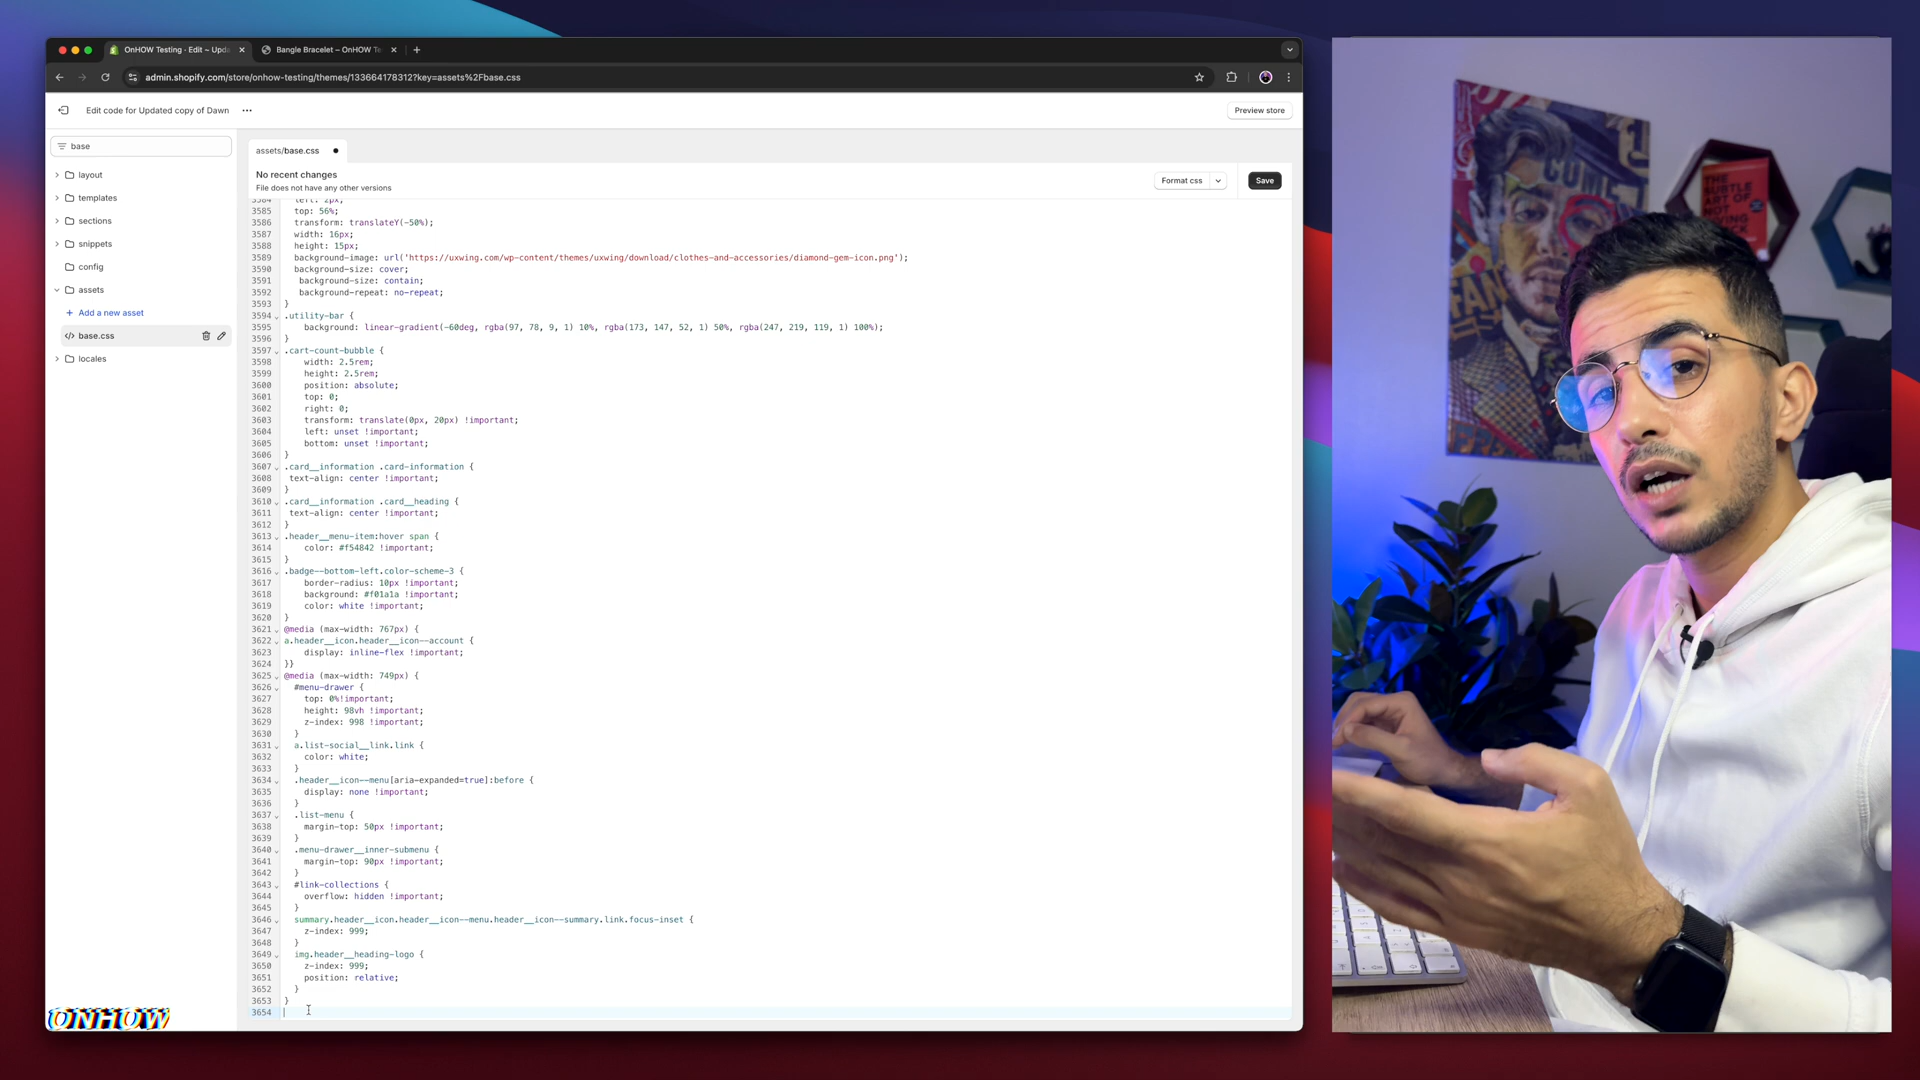 OnHOW Testing · Edit ~ Upda
Bangle Bracelet – OnHOW Te
admin.shopify.com/store/onhow-testing/themes/133664178312?key=assets%2Fbase.css
Edit code for Updated copy of Dawn
Preview store
base
layout
templates
sections
snippets
config
assets
Add a new asset
base.css
locales
assets/base.css
No recent changes
File does not have any other versions
Format css
Save
3584 left: 2px;
3585 top: 56%;
3586 transform: translateY(-50%);
3587 width: 16px;
3588 height: 15px;
3589 background-image: url('https://uxwing.com/wp-content/themes/uxwing/download/clothes-and-accessories/diamond-gem-icon.png');
3590 background-size: cover;
3591 background-size: contain;
3592 background-repeat: no-repeat;
3593 }
3594 .utility-bar {
3595 background: linear-gradient(-60deg, rgba(97, 78, 9, 1) 10%, rgba(173, 147, 52, 1) 50%, rgba(247, 219, 119, 1) 100%);
3596 }
3597 .cart-count-bubble {
3598 width: 2.5rem;
3599 height: 2.5rem;
3600 position: absolute;
3601 top: 0;
3602 right: 0;
3603 transform: translate(0px, 20px) !important;
3604 left: unset !important;
3605 bottom: unset !important;
3606 }
3607 .card__information .card-information {
3608 text-align: center !important;
3609 }
3610 .card__information .card__heading {
3611 text-align: center !important;
3612 }
3613 .header__menu-item:hover span {
3614 color: #f54842 !important;
3615 }
3616 .badge--bottom-left.color-scheme-3 {
3617 border-radius: 10px !important;
3618 background: #f01a1a !important;
3619 color: white !important;
3620 }
3621 @media (max-width: 767px) {
3622 a.header__icon.header__icon--account {
3623 display: inline-flex !important;
3624 }}
3625 @media (max-width: 749px) {
3626 #menu-drawer {
3627 top: 0%!important;
3628 height: 98vh !important;
3629 z-index: 998 !important;
3630 }
3631 a.list-social__link.link {
3632 color: white;
3633 }
3634 .header__icon--menu[aria-expanded=true]:before {
3635 display: none !important;
3636 }
3637 .list-menu {
3638 margin-top: 50px !important;
3639 }
3640 .menu-drawer__inner-submenu {
3641 margin-top: 90px !important;
3642 }
3643 #link-collections {
3644 overflow: hidden !important;
3645 }
3646 summary.header__icon.header__icon--menu.header__icon--summary.link.focus-inset {
3647 z-index: 999;
3648 }
3649 img.header__heading-logo {
3650 z-index: 999;
3651 position: relative;
3652 }
3653 }
3654
ONHOW
COMET
FAN
THE
SUBTLE
ART OF
NOT
GIVING